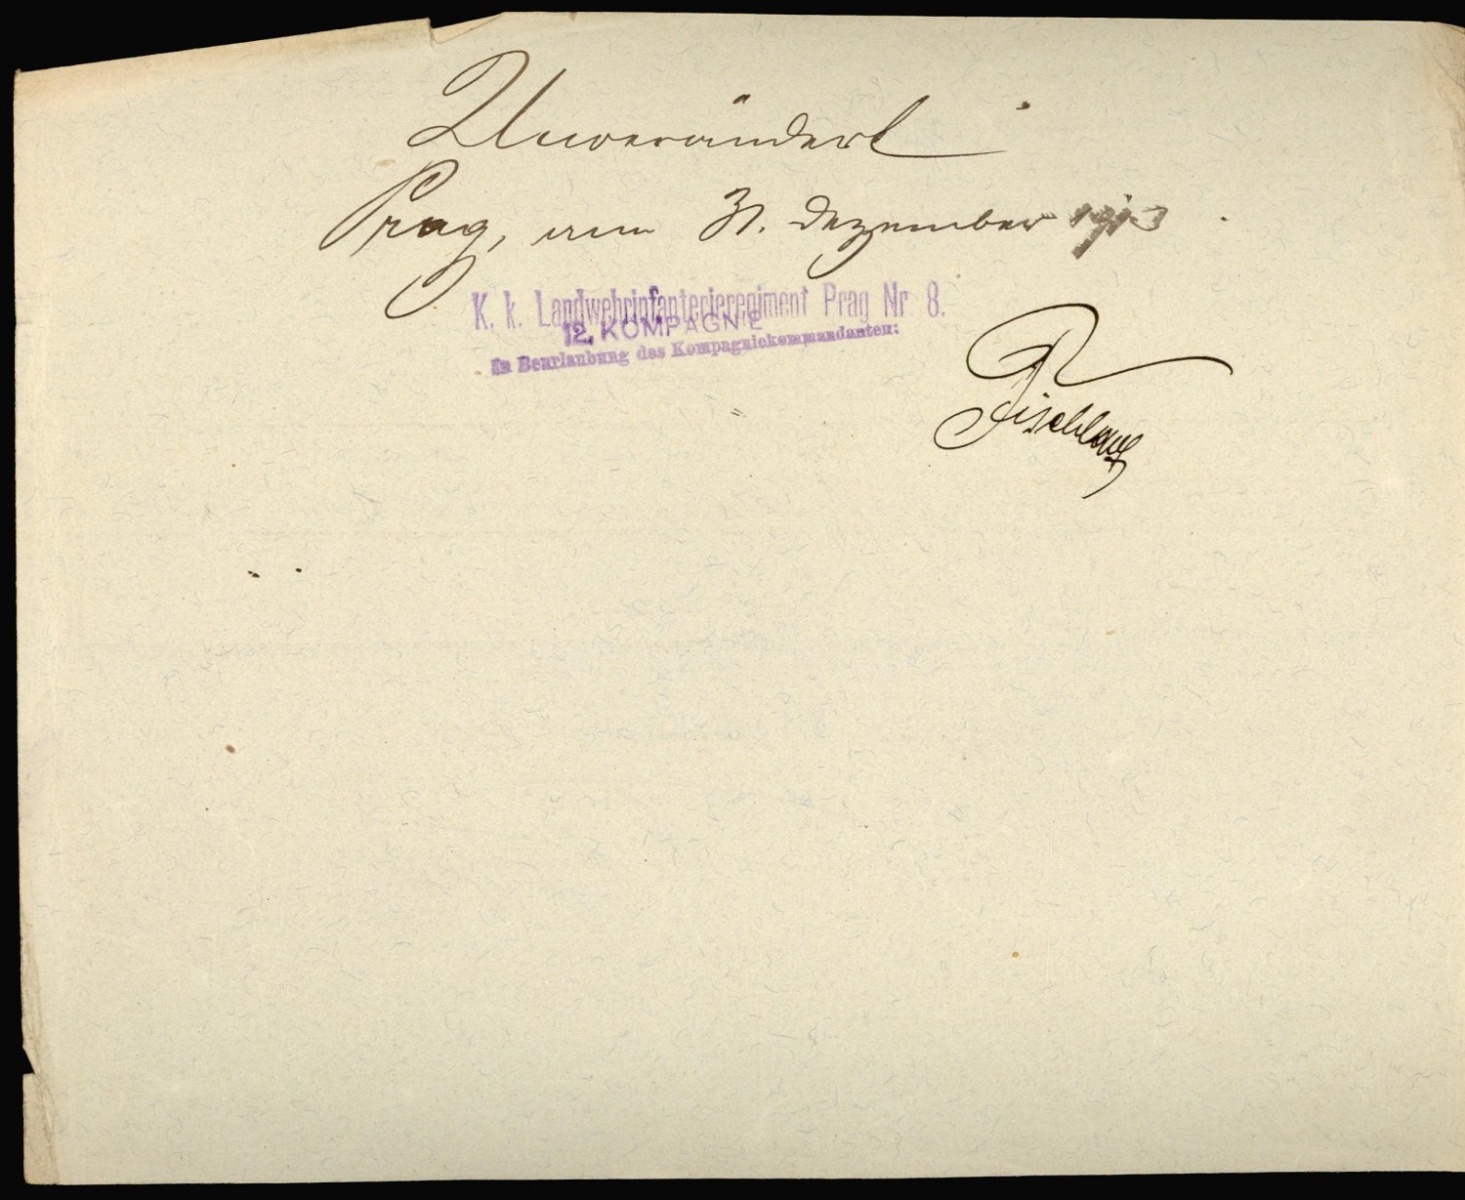 Unverändert
Prag, am 31. Dezember 1913
K. k. Landwehrinfanterieregiment Prag Nr 8.
12. KOMPAGNIE
In Beurlaubung des Kompagniekommandanten: